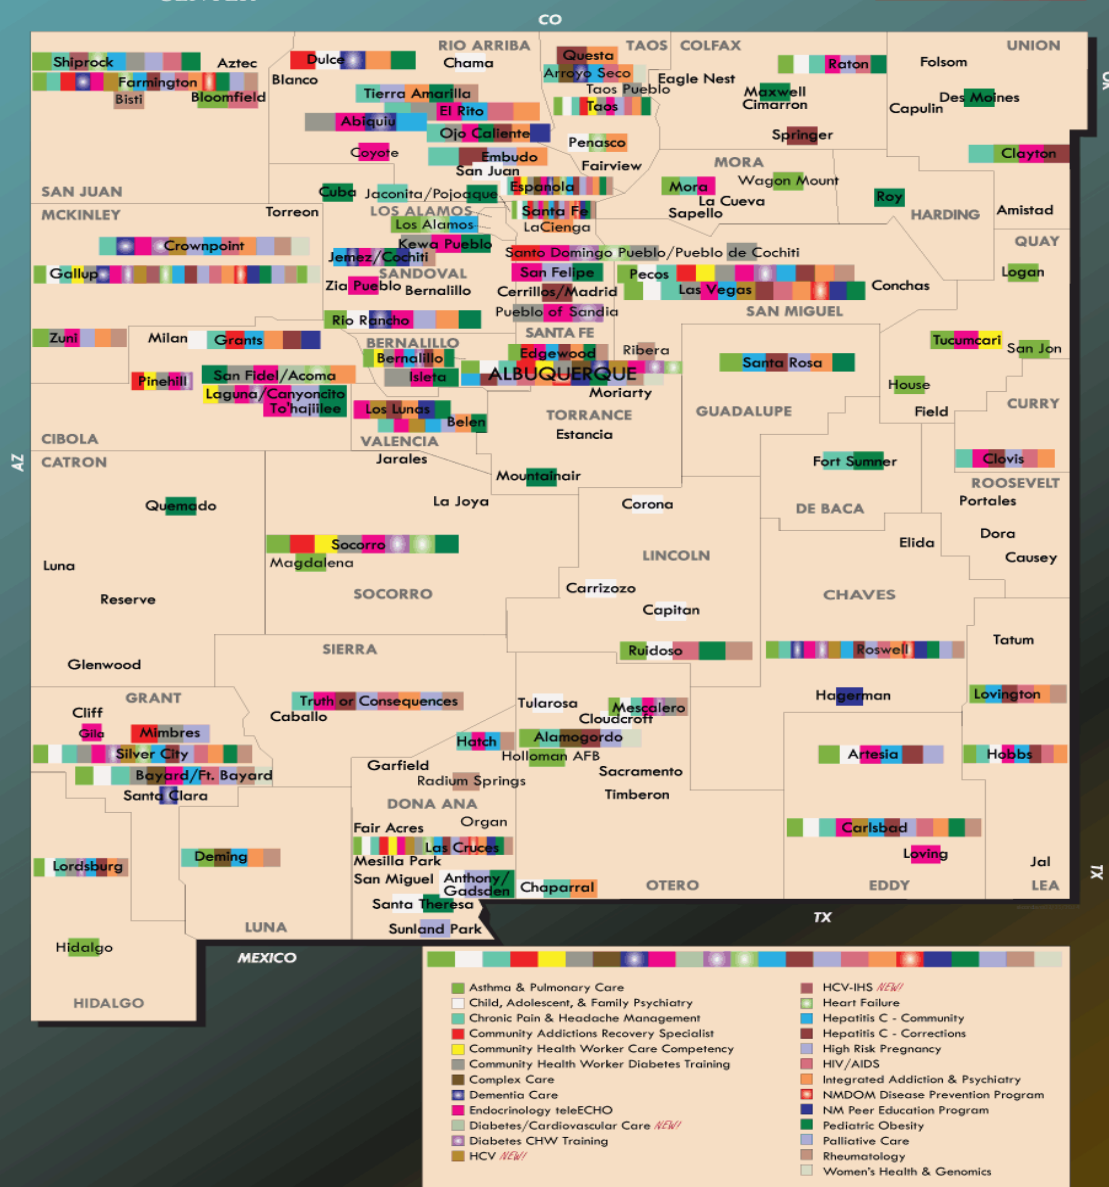 CO
RIO ARRIBA
TAOS
COLFAX
UNION
Shiprock
Aztec
Farmington
Bisti
Bloomfield
Dulce
Chama
Blanco
Questa
Arroyo Seco
Taos Pueblo
Eagle Nest
Raton
Folsom
Maxwell
Cimarron
Des Moines
Capulin
Tierra Amarilla
El Rito
Abiquiu
Taos
Ojo Caliente
Springer
Coyote
Embudo
Penasco
Clayton
San Juan
Fairview
MORA
SAN JUAN
Cuba
Jaconita/Pojoaque
Espanola
Mora
Wagon Mount
La Cueva
Roy
MCKINLEY
Torreon
LOS ALAMOS
Santa Fe
Sapello
HARDING
Amistad
Los Alamos
LaCienga
Crownpoint
Kewa Pueblo
QUAY
Jemez/Cochiti
Santo Domingo Pueblo/Pueblo de Cochiti
Gallup
SANDOVAL
San Felipe
Pecos
Logan
Zia Pueblo
Bernalillo
Cerrillos/Madrid
Las Vegas
Conchas
Rio Rancho
Pueblo of Sandia
SAN MIGUEL
Zuni
Milan
Grants
BERNALILLO
SANTA FE
Tucumcari
San Jon
Bernalillo
Edgewood
Ribera
Santa Rosa
Pinehill
San Fidel/Acoma
Isleta
ALBUQUERQUE
House
Laguna/Canyoncito
To'hajiilee
Moriarty
Los Lunas
Belen
TORRANCE
GUADALUPE
Field
CURRY
CIBOLA
VALENCIA
Estancia
AZ
CATRON
Jarales
Fort Sumner
Clovis
Mountainair
ROOSEVELT
Quemado
La Joya
Corona
DE BACA
Portales
Socorro
Elida
Dora
Luna
Magdalena
LINCOLN
Causey
Reserve
SOCORRO
Carrizozo
CHAVES
Capitan
SIERRA
Ruidoso
Roswell
Tatum
Glenwood
GRANT
Truth or Consequences
Caballo
Tularosa
Mescalero
Hagerman
Lovington
Cliff
Cloudcroft
Gila
Mimbres
Hatch
Alamogordo
Silver City
Holloman AFB
Artesia
Hobbs
Bayard/Ft. Bayard
Garfield
Radium Springs
Sacramento
Santa Clara
DONA ANA
Timberon
Organ
Fair Acres
Carlsbad
Las Cruces
Deming
Mesilla Park
Loving
Lordsburg
San Miguel
Anthony/
Gadsden
Chaparral
OTERO
EDDY
Jal
LEA
TX
Santa Theresa
LUNA
Sunland Park
TX
Hidalgo
MEXICO
HIDALGO
Asthma & Pulmonary Care
Child, Adolescent, & Family Psychiatry
Chronic Pain & Headache Management
Community Addictions Recovery Specialist
Community Health Worker Care Competency
Community Health Worker Diabetes Training
Complex Care
Dementia Care
Endocrinology teleECHO
Diabetes/Cardiovascular Care NEW!
Diabetes CHW Training
HCV NEW!
HCV-IHS NEW!
Heart Failure
Hepatitis C - Community
Hepatitis C - Corrections
High Risk Pregnancy
HIV/AIDS
Integrated Addiction & Psychiatry
NMDOM Disease Prevention Program
NM Peer Education Program
Pediatric Obesity
Palliative Care
Rheumatology
Women's Health & Genomics